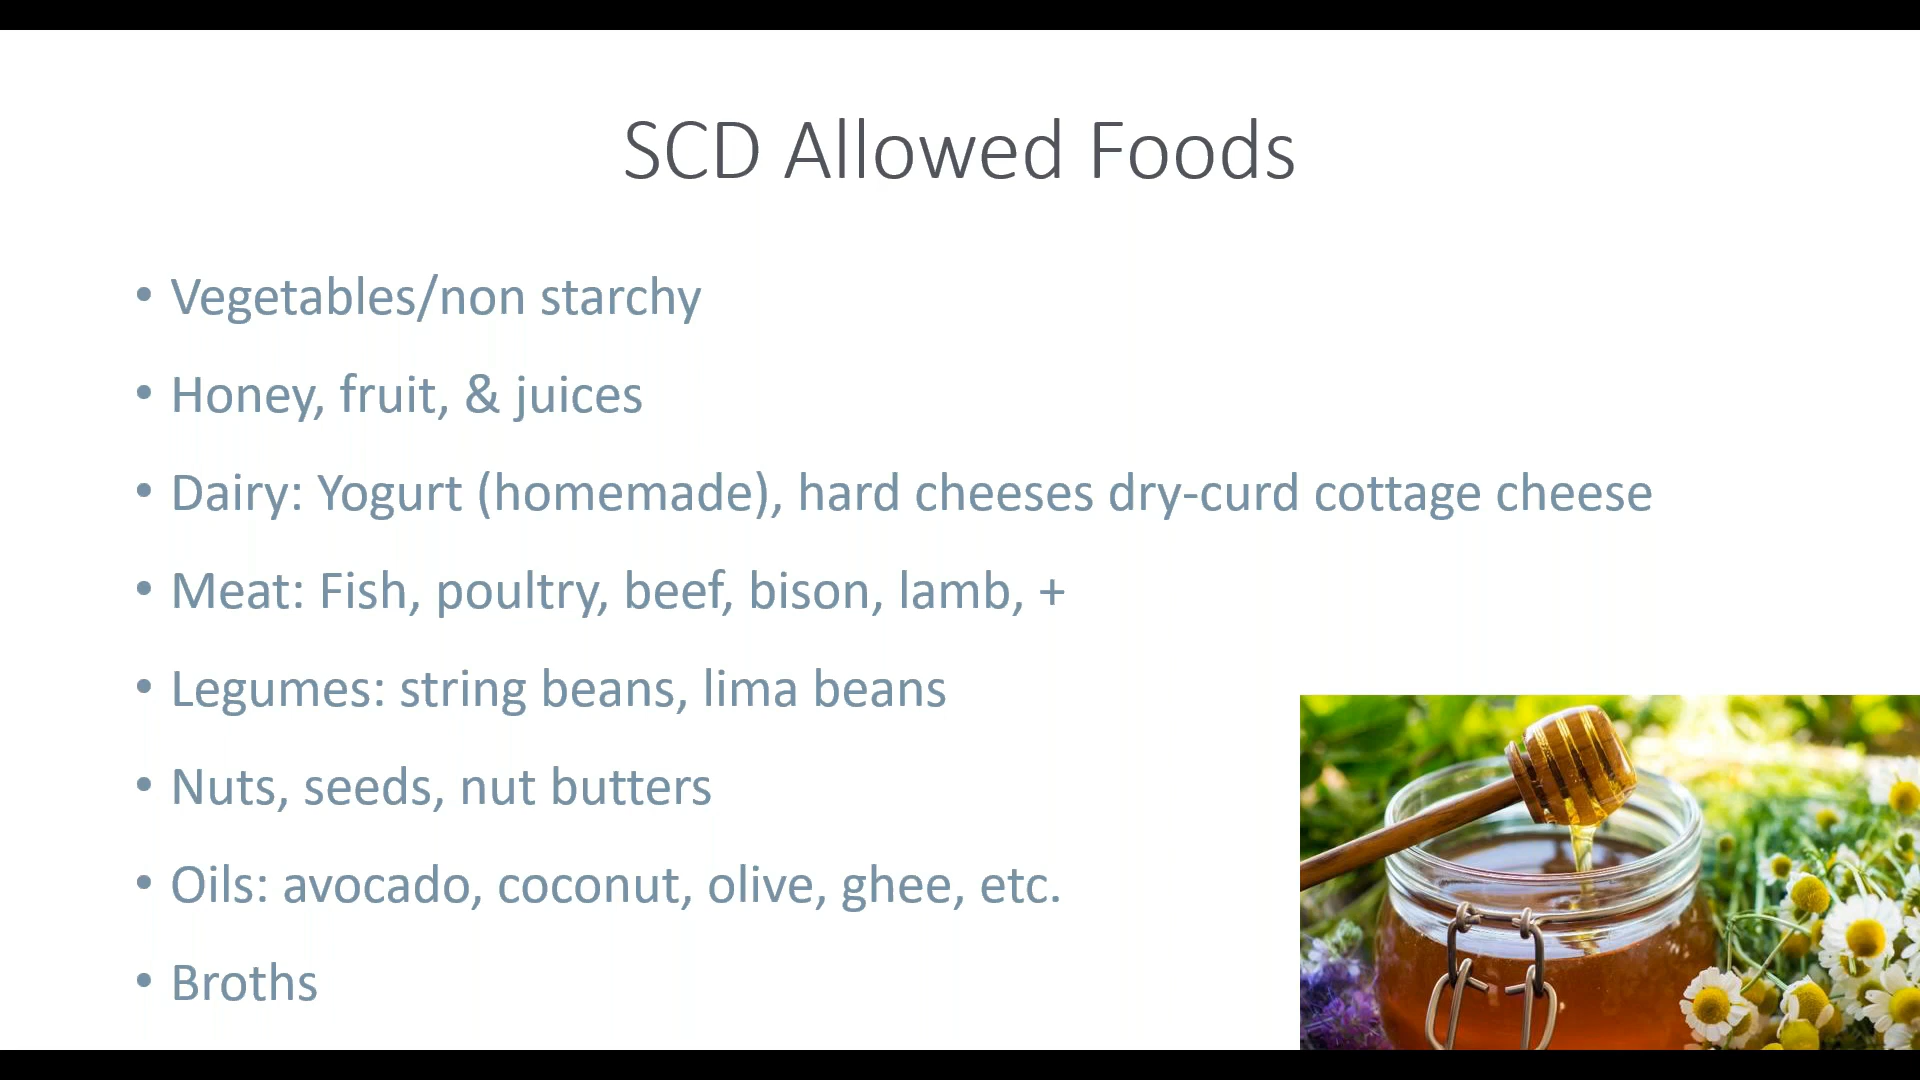 SCD Allowed Foods
• Vegetables/non starchy
• Honey, fruit, & juices
• Dairy: Yogurt (homemade), hard cheeses dry-curd cottage cheese
• Meat: Fish, poultry, beef, bison, lamb, +
• Legumes: string beans, lima beans
• Nuts, seeds, nut butters
• Oils: avocado, coconut, olive, ghee, etc.
• Broths